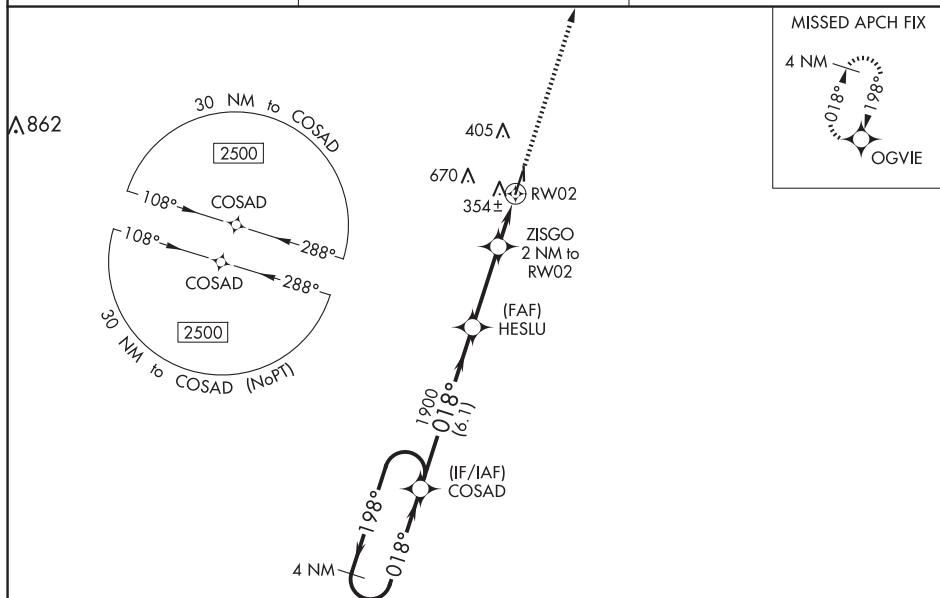 MISSED APCH FIX
4 NM
018°
198°
OGVIE
862
30 NM to COSAD
2500
COSAD
108°
288°
108°
288°
COSAD
2500
30 NM to COSAD (NoPT)
405
670
354±
RW02
ZISGO
2 NM to
RW02
(FAF)
HESLU
1900
018°
(6.1)
(IF/IAF)
COSAD
198°
018°
4 NM